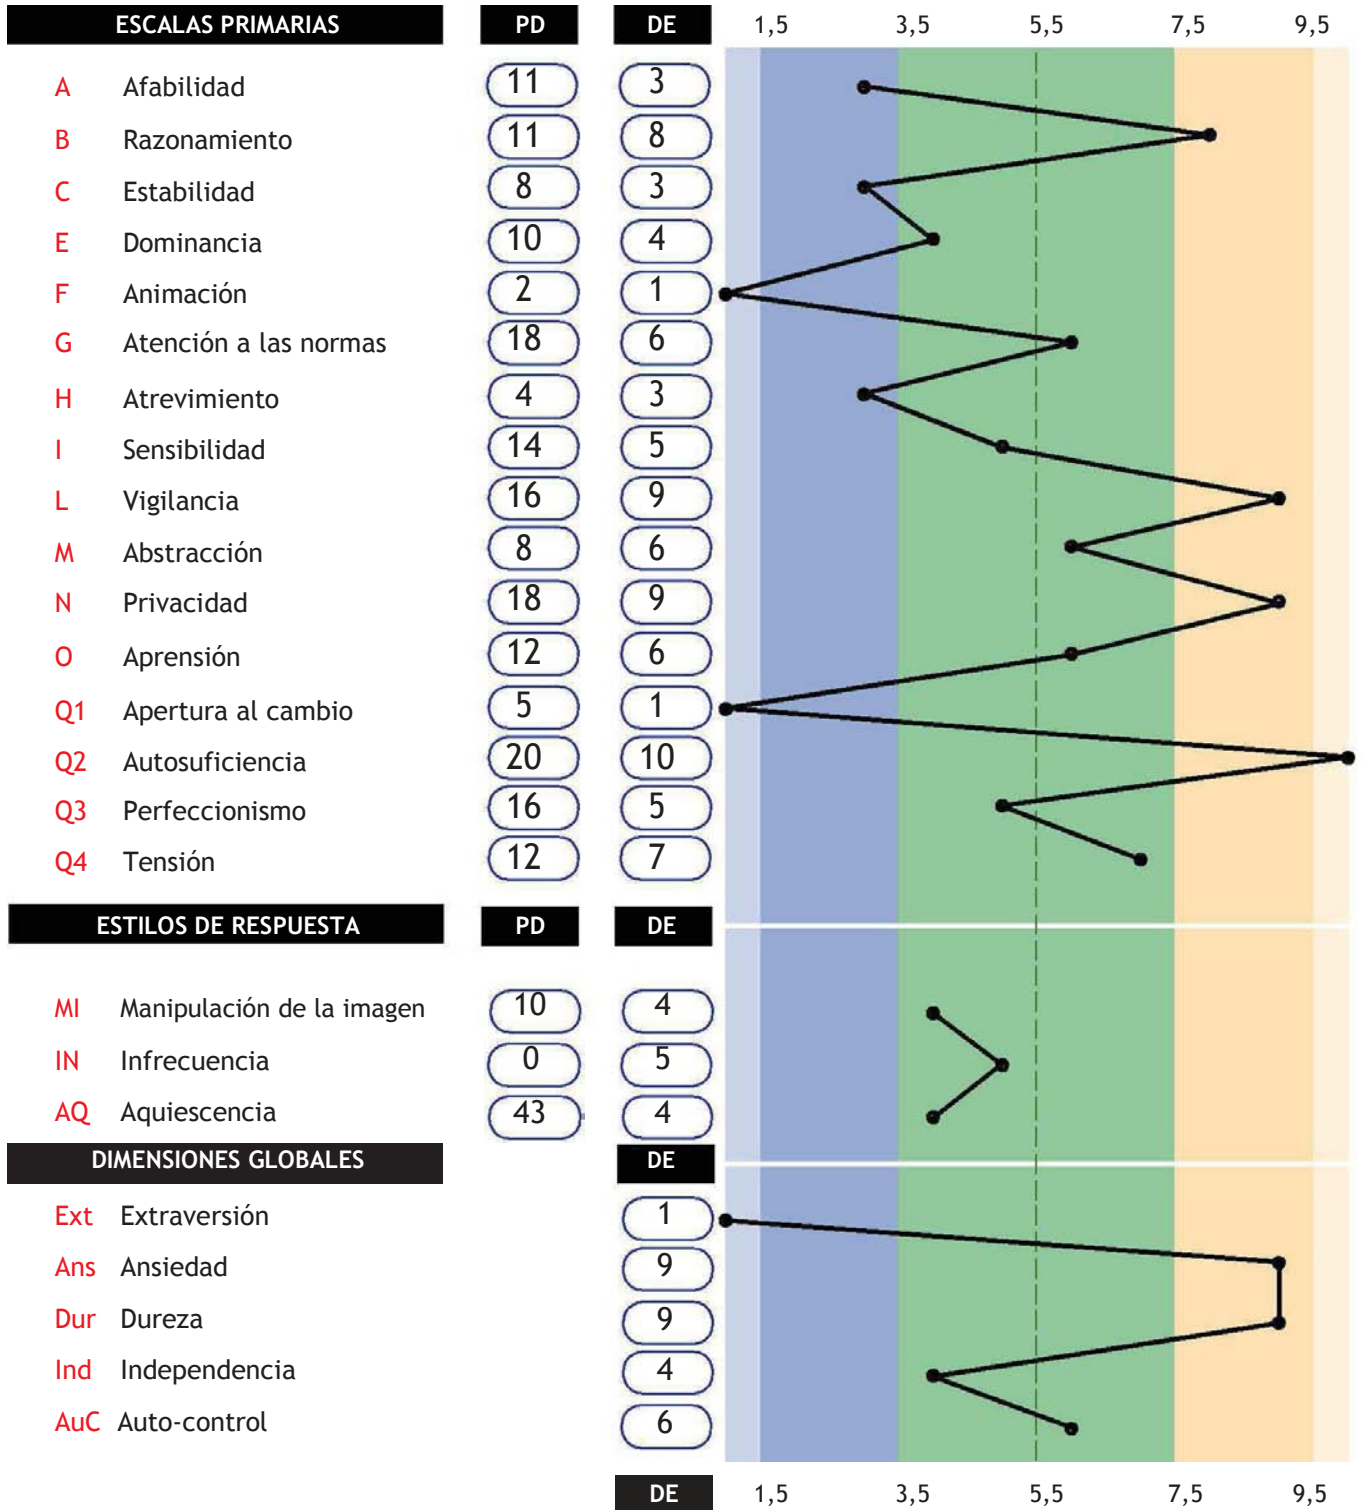 ESCALAS PRIMARIAS PD DE 1,5 3,5 5,5 7,5 9,5
A Afabilidad 11 3
B Razonamiento 11 8
C Estabilidad 8 3
E Dominancia 10 4
F Animación 2 1
G Atención a las normas 18 6
H Atrevimiento 4 3
I Sensibilidad 14 5
L Vigilancia 16 9
M Abstracción 8 6
N Privacidad 18 9
O Aprensión 12 6
Q1 Apertura al cambio 5 1
Q2 Autosuficiencia 20 10
Q3 Perfeccionismo 16 5
Q4 Tensión 12 7
ESTILOS DE RESPUESTA PD DE
MI Manipulación de la imagen 10 4
IN Infrecuencia 0 5
AQ Aquiescencia 43 4
DIMENSIONES GLOBALES DE
Ext Extraversión 1
Ans Ansiedad 9
Dur Dureza 9
Ind Independencia 4
AuC Auto-control 6
DE 1,5 3,5 5,5 7,5 9,5